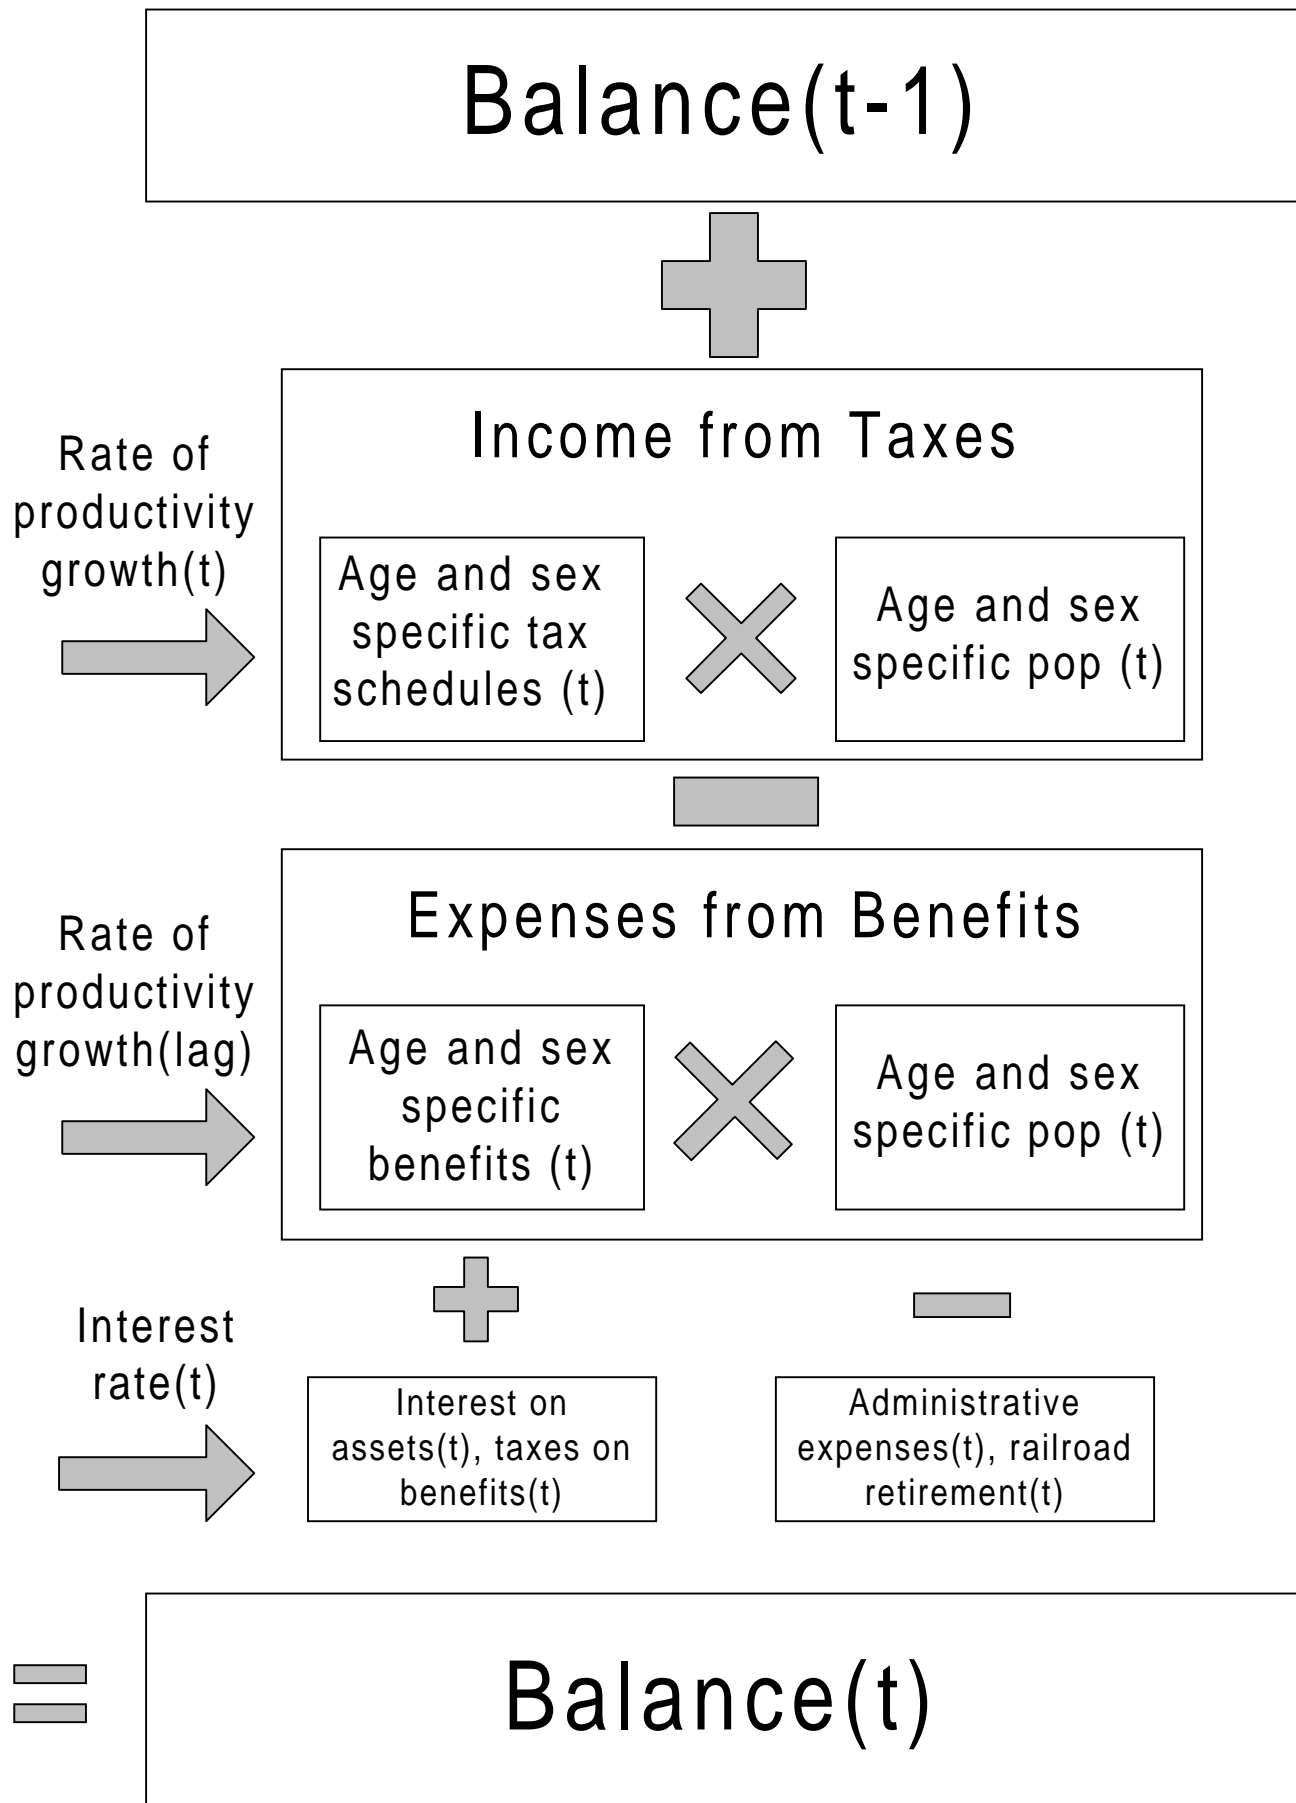 Balance(t-1)
Income from Taxes
Rate of
productivity
growth(t)
Age and sex
specific tax
schedules (t)
Age and sex
specific pop (t)
Expenses from Benefits
Rate of
productivity
growth(lag)
Age and sex
specific
benefits (t)
Age and sex
specific pop (t)
Interest
rate(t)
Interest on
assets(t), taxes on
benefits(t)
Administrative
expenses(t), railroad
retirement(t)
Balance(t)